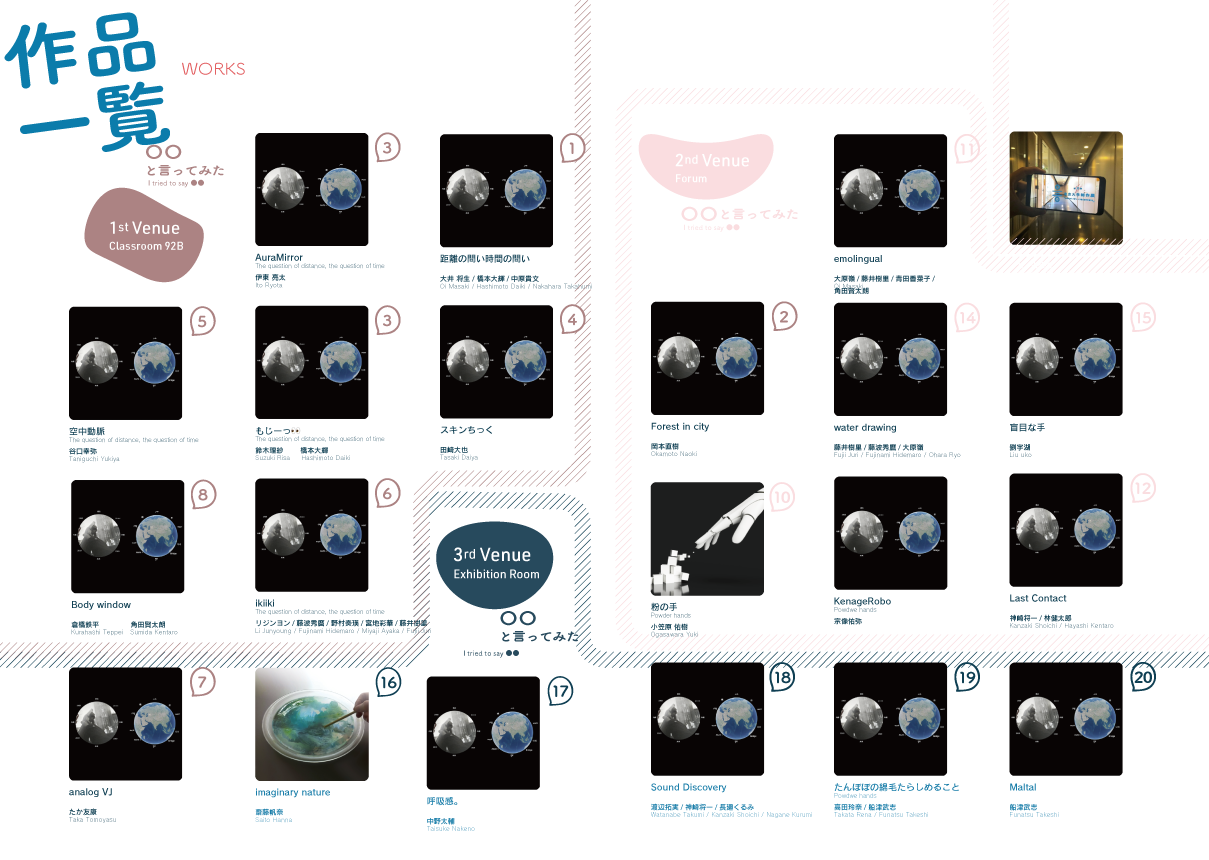 作品
一覧
WORKS
〇〇
と言ってみた
I tried to say ●●
1st Venue
Classroom 92B
3
AuraMirror
The question of distance, the question of time
伊東 亮太
Ito Ryota
1
距離の問い時間の問い
大井 将生 / 橋本大輝 / 中原貴文
Oi Masaki / Hashimoto Daiki / Nakahara Takafumi
5
空中動脈
The question of distance, the question of time
谷口幸弥
Taniguchi Yukiya
3
もじーっ👀
The question of distance, the question of time
鈴木理紗 橋本大輝
Suzuki Risa Hashimoto Daiki
4
スキンちっく
田崎大也
Tasaki Daiya
8
Body window
倉橋鉄平 角田賢太朗
Kurahashi Teppei Sumida Kentaro
6
ikiiki
The question of distance, the question of time
リジンヨン / 藤波秀麿 / 野村奏瑛 / 宮地彩華 / 藤井樹里
Li Junyoung / Fujinami Hidemaro / Miyaji Ayaka /
3rd Venue
Exhibition Room
〇〇
と言ってみた
I tried to say ●●
7
analog VJ
たか友康
Taka Tomoyasu
16
imaginary nature
齋藤帆奈
Saito Hanna
17
呼吸感。
中野太輔
Taisuke Nakano
2nd Venue
Forum
〇〇と言ってみた
I tried to say ●●
11
emolingual
大原嶺 / 藤井樹里 / 青田亜菜子 /
Oi Masaki
角田賢太朗
2
Forest in city
岡本直樹
Okamoto Naoki
14
water drawing
藤井樹里 / 藤波秀麿 / 大原嶺
Fujii Juri / Fujinami Hidemaro / Ohara Ryo
15
盲目な手
劉宇湖
Liu uko
10
粉の手
Powder hands
小笠原 佑樹
Ogasawara Yuki
KenageRobo
Poedwe hands
宗像佑弥
12
Last Contact
神崎将一 / 林健太郎
Kanzaki Shoichi / Hayashi Kentaro
18
Sound Discovery
渡辺拓実 / 神崎将一 / 長邉くるみ
Watanabe Takumi / Kanzaki Shoichi / Nagane Kurumi
19
たんぽぽの綿毛たらしめること
Poedwe hands
高田玲奈 / 船津武志
Takata Rena / Funatsu Takeshi
20
Maltal
船津武志
Funatsu Takeshi